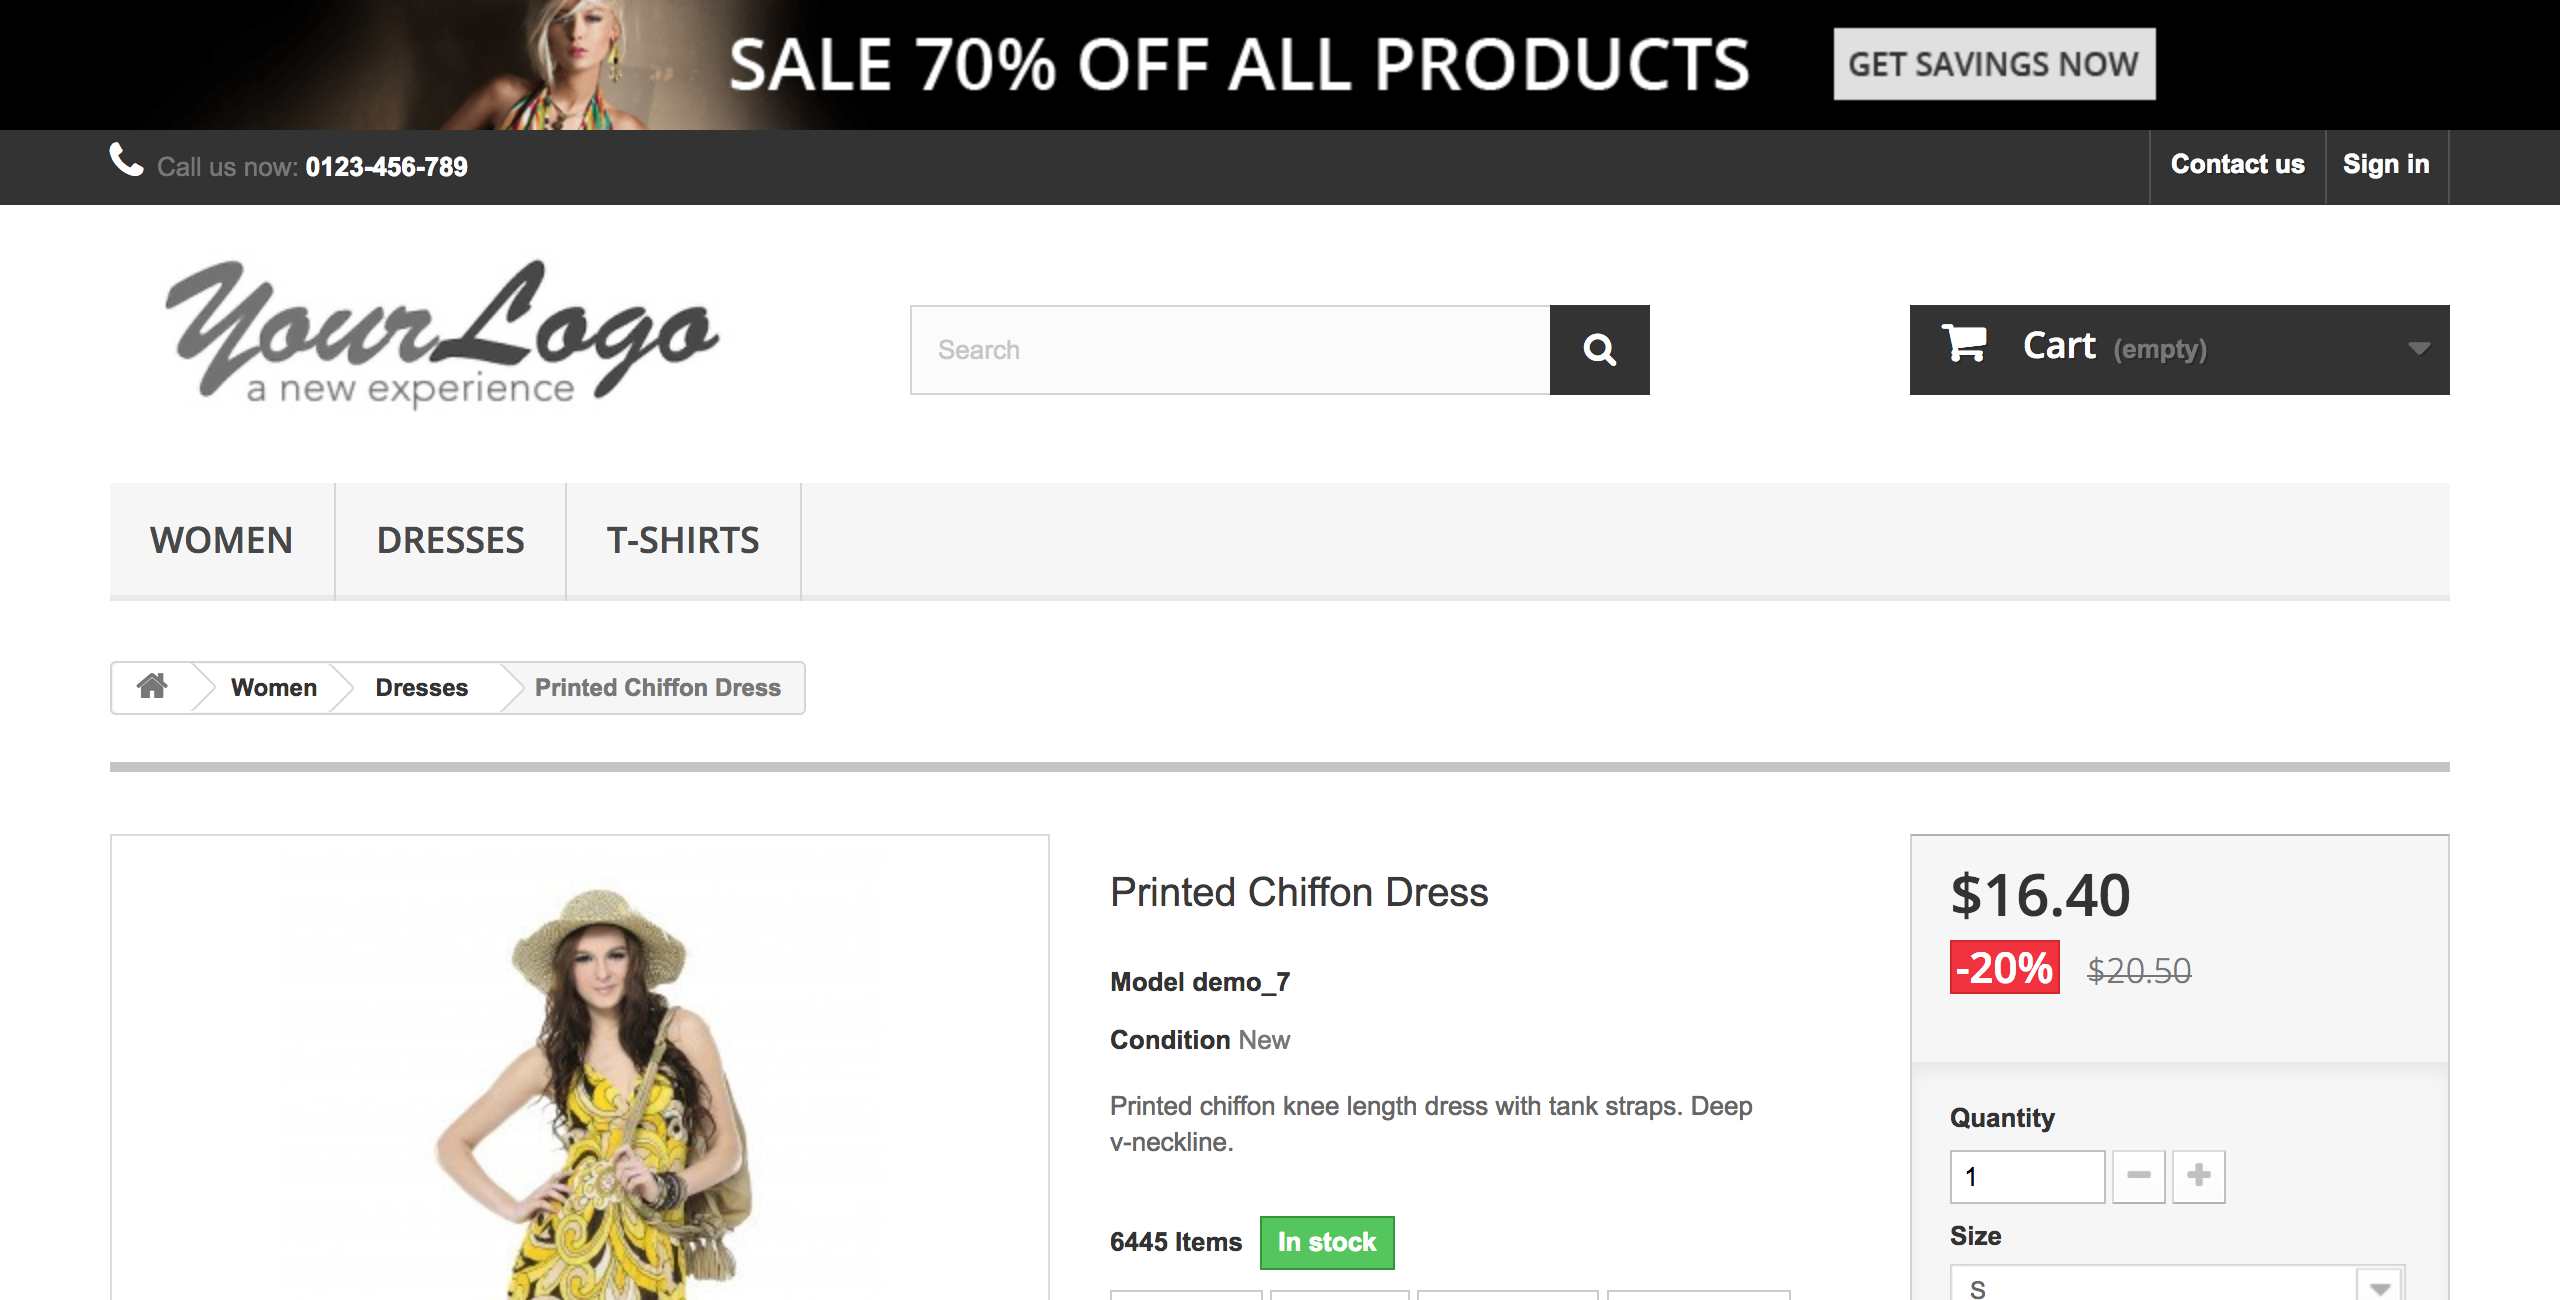 SALE 70% OFF ALL PRODUCTS
GET SAVINGS NOW
Call us now: 0123-456-789
Contact us
Sign in
YourLogo
a new experience
Search
Cart (empty)
WOMEN
DRESSES
T-SHIRTS
Women
Dresses
Printed Chiffon Dress
Printed Chiffon Dress
Model demo_7
Condition New
Printed chiffon knee length dress with tank straps. Deep
v-neckline.
6445 Items
In stock
$16.40
-20%
$20.50
Quantity
1
Size
S